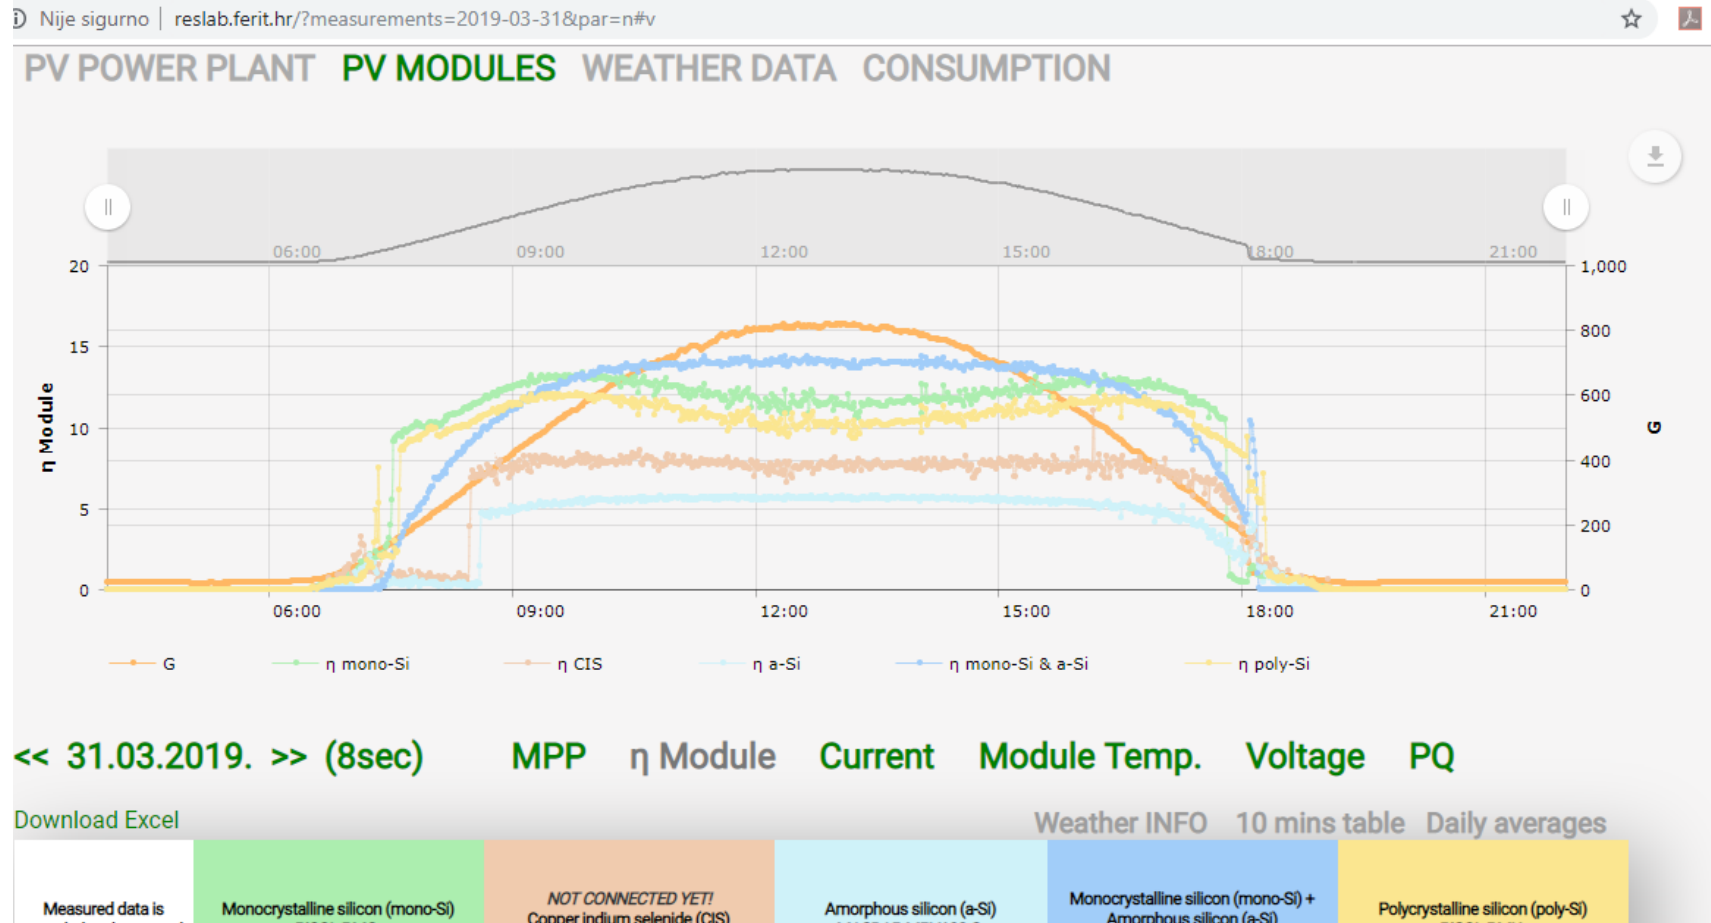 Nije sigurno | reslab.ferit.hr/?measurements=2019-03-31&par=n#v
PV POWER PLANT PV MODULES WEATHER DATA CONSUMPTION
06:00 09:00 12:00 15:00 18:00 21:00
20 1,000
800
15
600
10
400
5
200
0 0
η Module
G
06:00 09:00 12:00 15:00 18:00 21:00
G η mono-Si η CIS η a-Si η mono-Si & a-Si η poly-Si
<< 31.03.2019. >> (8sec) MPP η Module Current Module Temp. Voltage PQ
Download Excel Weather INFO 10 mins table Daily averages
Measured data is
Monocrystalline silicon (mono-Si)
NOT CONNECTED YET!
Copper indium selenide (CIS)
Amorphous silicon (a-Si)
Monocrystalline silicon (mono-Si) +
Amorphous silicon (a-Si)
Polycrystalline silicon (poly-Si)